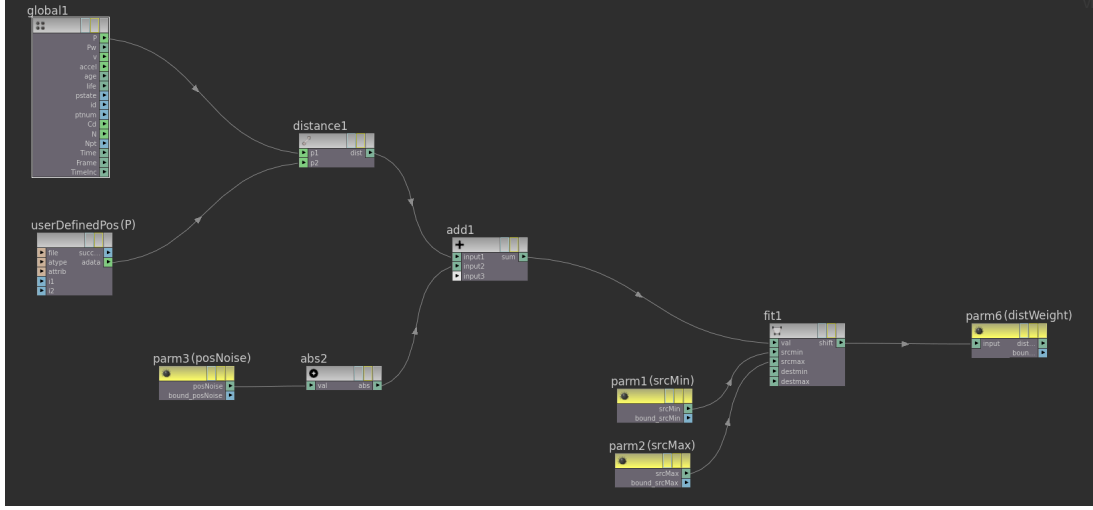 global1
P
Pw
v
accel
age
life
pstate
id
ptnum
Cd
N
Npt
Time
Frame
TimeInc
distance1
p1 dist
p2
userDefinedPos(P)
file succ...
atype adata
attrib
i1
i2
add1
input1 sum
input2
input3
parm3(posNoise)
posNoise
bound_posNoise
abs2
val abs
fit1
val shift
srcmin
srcmax
destmin
destmax
parm6(distWeight)
input dist...
boun...
parm1(srcMin)
srcMin
bound_srcMin
parm2(srcMax)
srcMax
bound_srcMax